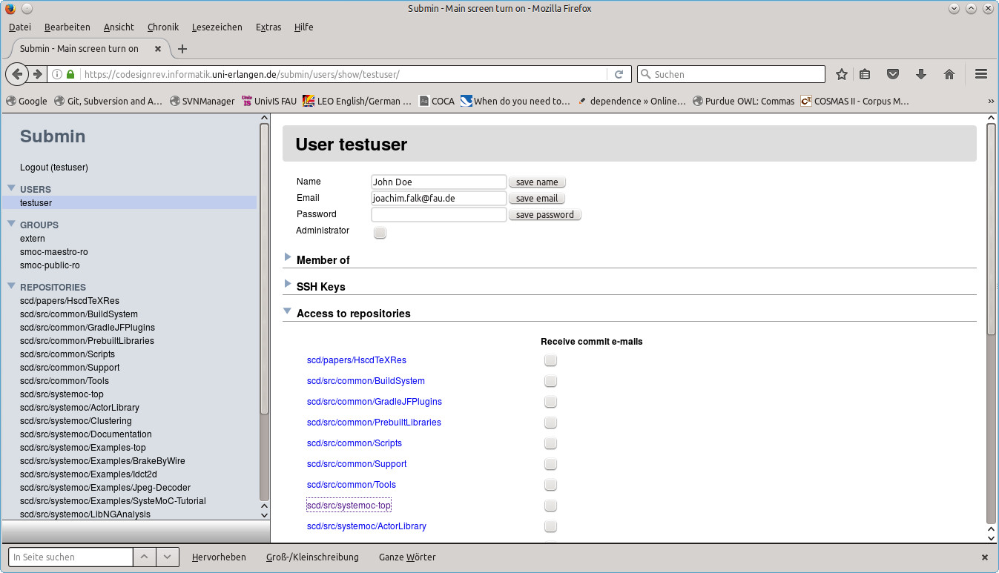 Submin - Main screen turn on - Mozilla Firefox
Datei Bearbeiten Ansicht Chronik Lesezeichen Extras Hilfe
Submin - Main screen turn on
https://codesignrev.informatik.uni-erlangen.de/submin/users/show/testuser/ Suchen
Google Git, Subversion and A... SVNManager UnivIS FAU LEO English/German ... COCA When do you need to... dependence » Online... Purdue OWL: Commas COSMAS II - Corpus M... »
Submin
Logout (testuser)
USERS
testuser
GROUPS
extern
smoc-maestro-ro
smoc-public-ro
REPOSITORIES
scd/papers/HscdTeXRes
scd/src/common/BuildSystem
scd/src/common/GradleJFPlugins
scd/src/common/PrebuiltLibraries
scd/src/common/Scripts
scd/src/common/Support
scd/src/common/Tools
scd/src/systemoc-top
scd/src/systemoc/ActorLibrary
scd/src/systemoc/Clustering
scd/src/systemoc/Documentation
scd/src/systemoc/Examples-top
scd/src/systemoc/Examples/BrakeByWire
scd/src/systemoc/Examples/Idct2d
scd/src/systemoc/Examples/Jpeg-Decoder
scd/src/systemoc/Examples/SysteMoC-Tutorial
scd/src/systemoc/LibNGAnalysis
User testuser
Name John Doe save name
Email joachim.falk@fau.de save email
Password save password
Administrator
Member of
SSH Keys
Access to repositories
Receive commit e-mails
scd/papers/HscdTeXRes
scd/src/common/BuildSystem
scd/src/common/GradleJFPlugins
scd/src/common/PrebuiltLibraries
scd/src/common/Scripts
scd/src/common/Support
scd/src/common/Tools
scd/src/systemoc-top
scd/src/systemoc/ActorLibrary
In Seite suchen Hervorheben Groß-/Kleinschreibung Ganze Wörter